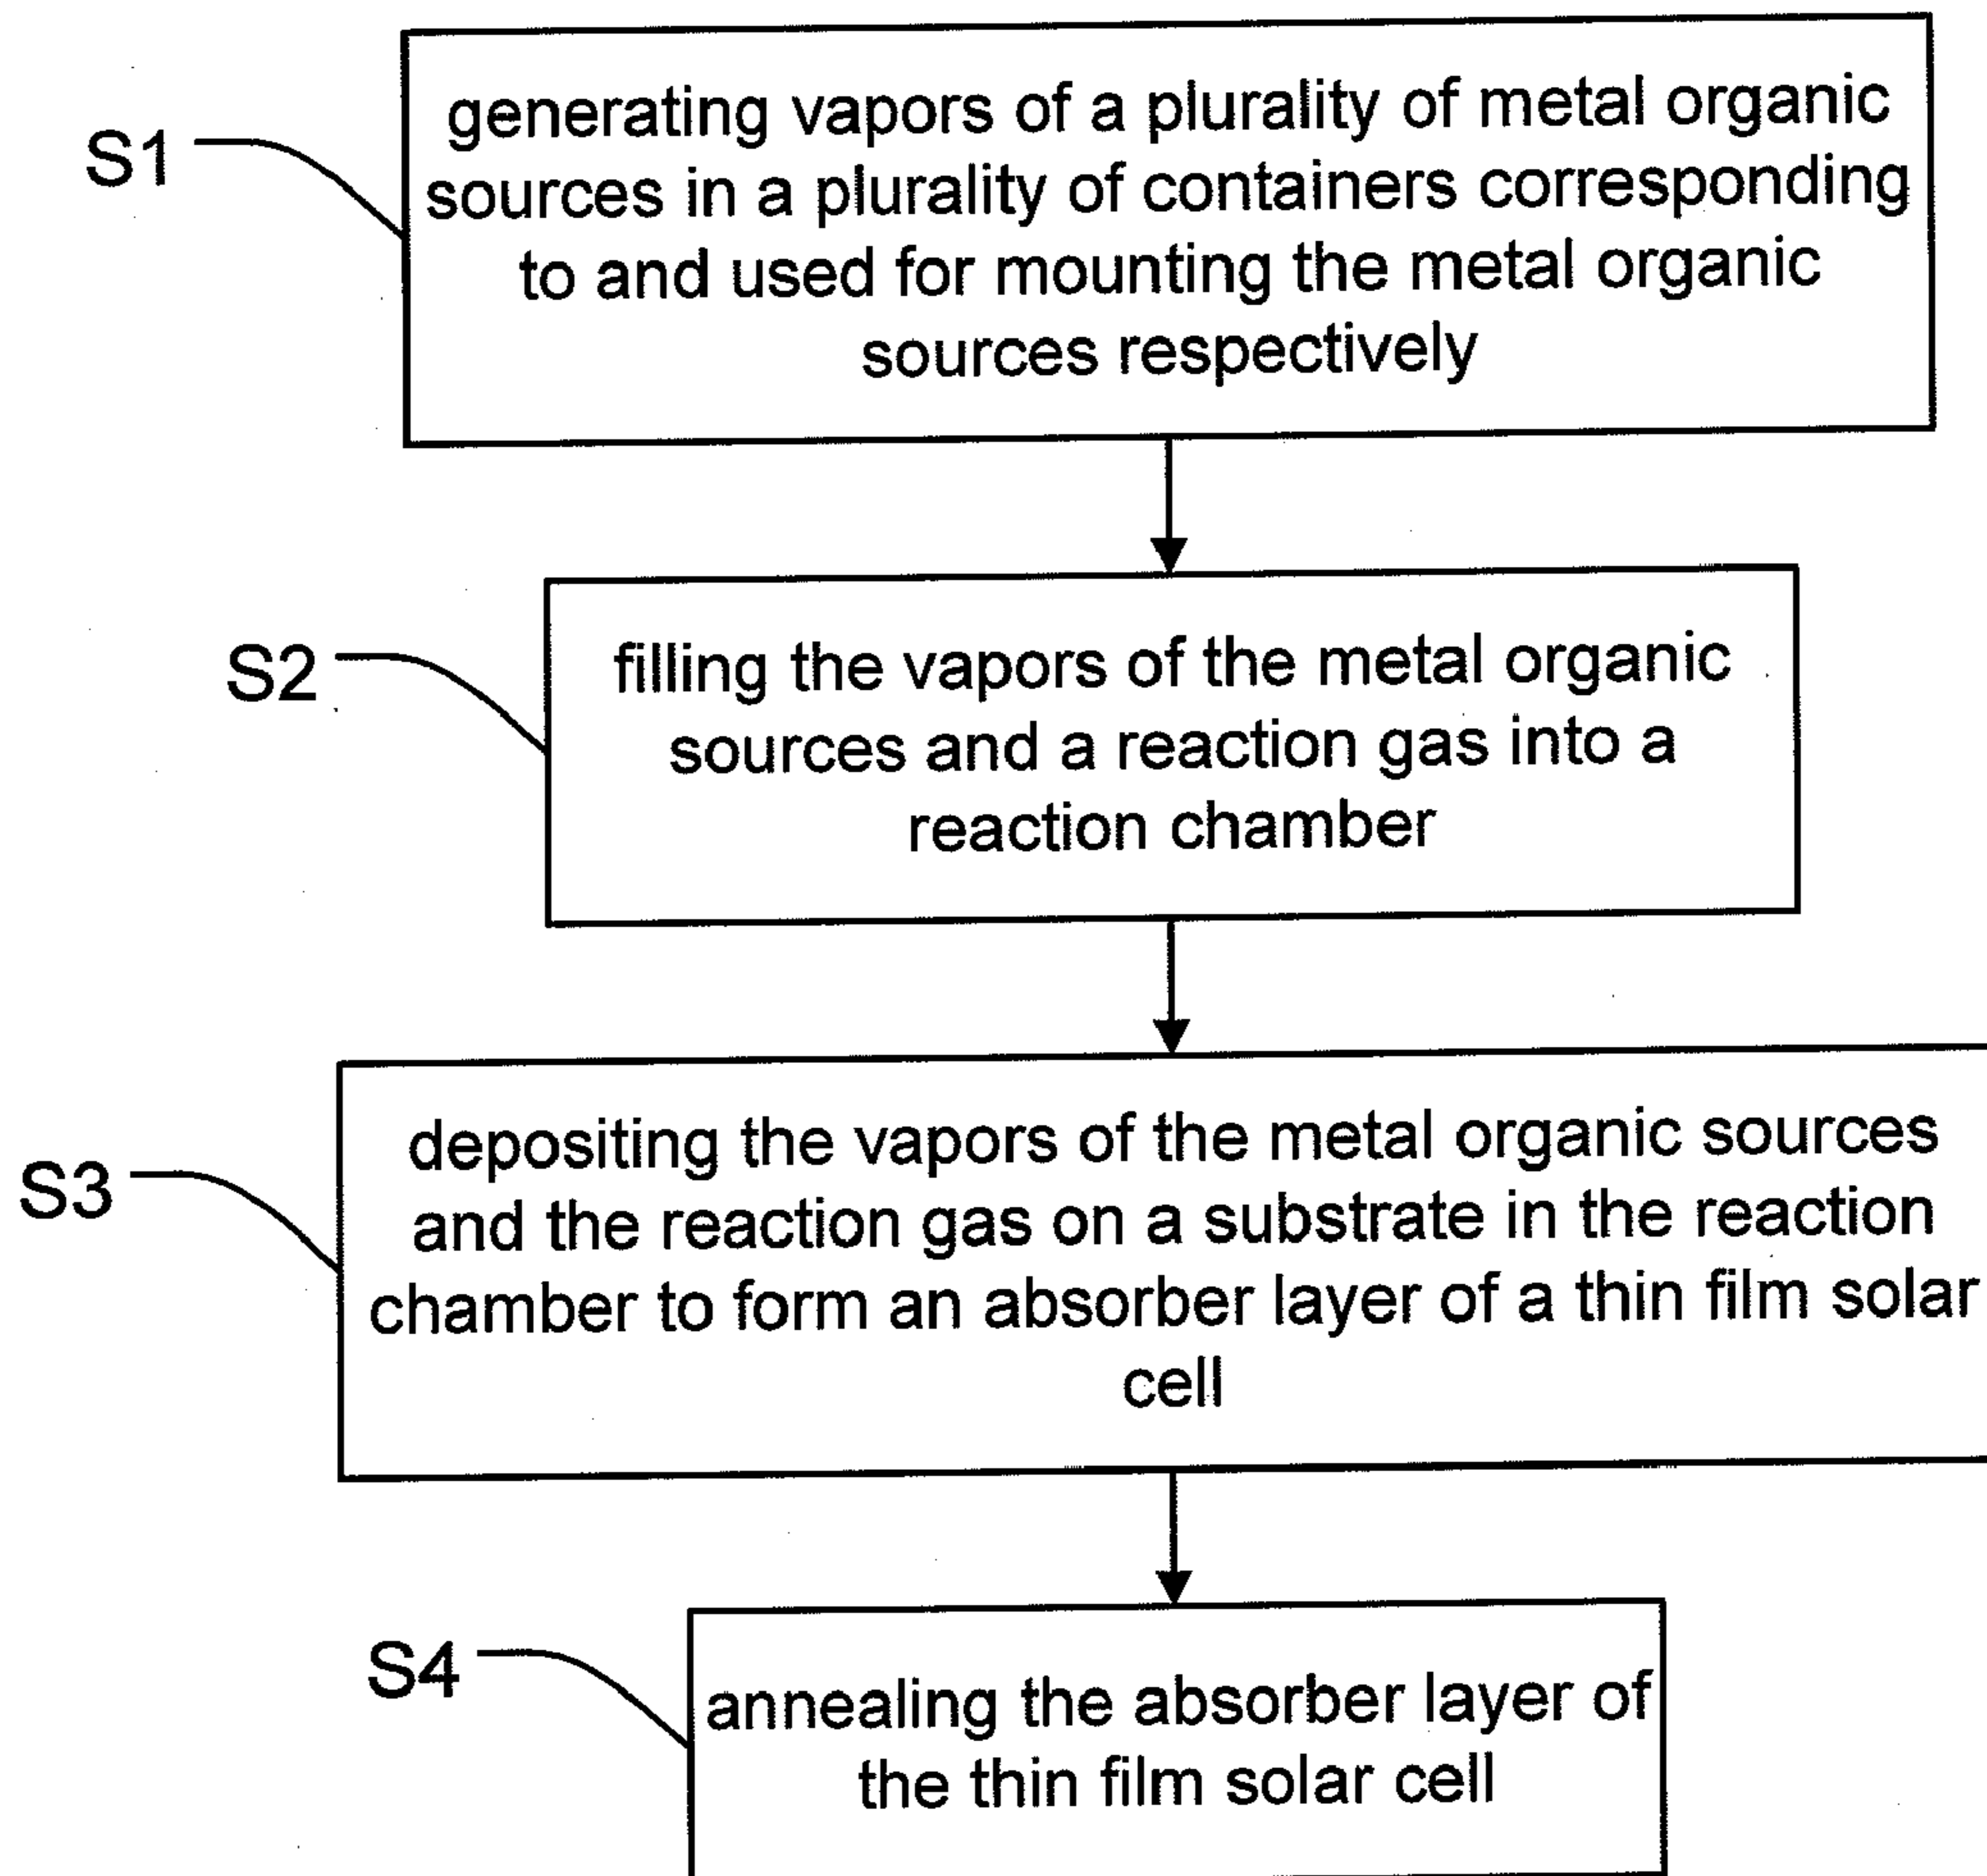 S1
generating vapors of a plurality of metal organic
sources in a plurality of containers corresponding
to and used for mounting the metal organic
sources respectively
S2
filling the vapors of the metal organic
sources and a reaction gas into a
reaction chamber
S3
depositing the vapors of the metal organic sources
and the reaction gas on a substrate in the reaction
chamber to form an absorber layer of a thin film solar
cell
S4
annealing the absorber layer of
the thin film solar cell